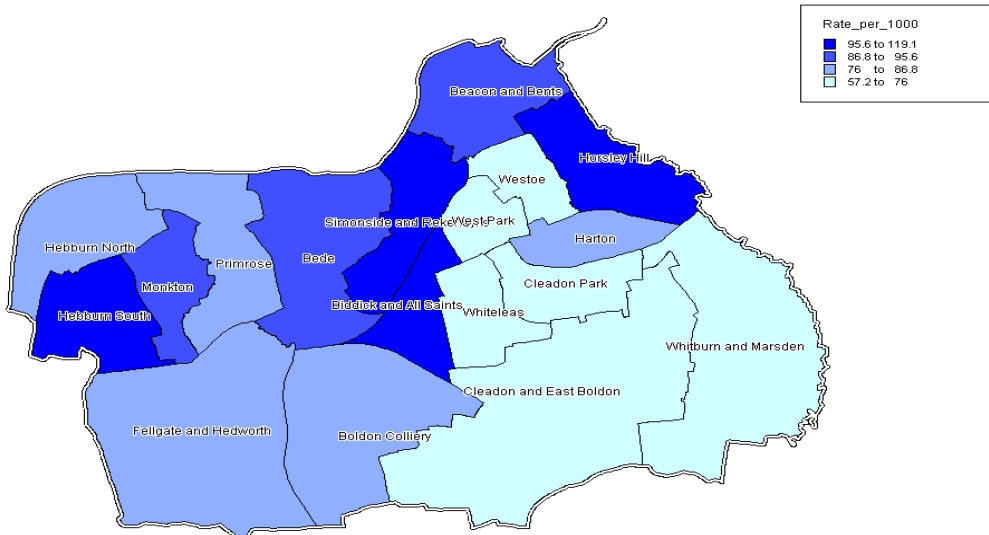 Rate_per_1000
95.6 to 119.1
86.8 to 95.6
76 to 86.8
57.2 to 76
Beacon and Bents
Horsley Hill
Westoe
Simonside and Rekendyke
West Park
Harton
Hebburn North
Bede
Primrose
Cleadon Park
Monkton
Biddick and All Saints
Whiteleas
Hebburn South
Whitburn and Marsden
Cleadon and East Boldon
Fellgate and Hedworth
Boldon Colliery